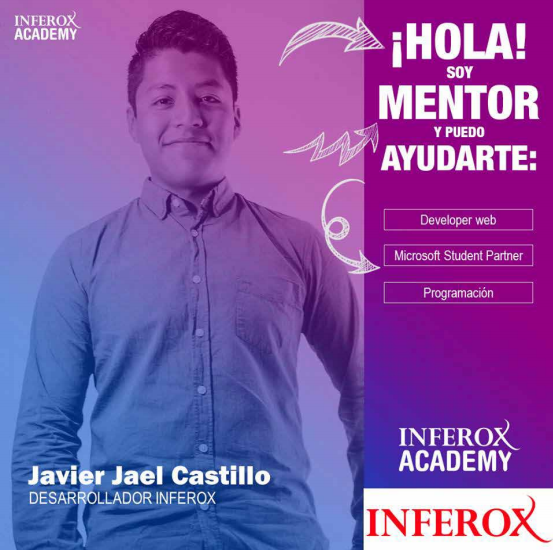 INFEROX
ACADEMY
¡HOLA!
SOY
MENTOR
Y PUEDO
AYUDARTE:
Developer web
Microsoft Student Partner
Programación
Javier Jael Castillo
DESARROLLADOR INFEROX
INFEROX
ACADEMY
INFEROX